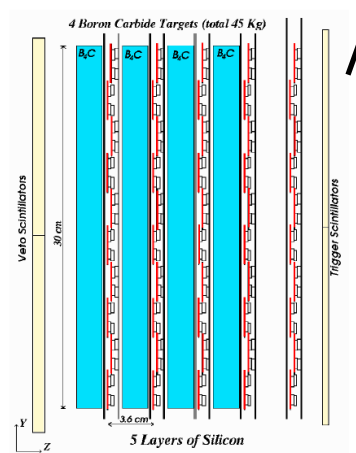 4 Boron Carbide Targets (total 45 Kg)
B₄C B₄C B₄C B₄C
Veto Scintillators
30 cm
Trigger Scintillators
3.6 cm
Y
Z
5 Layers of Silicon